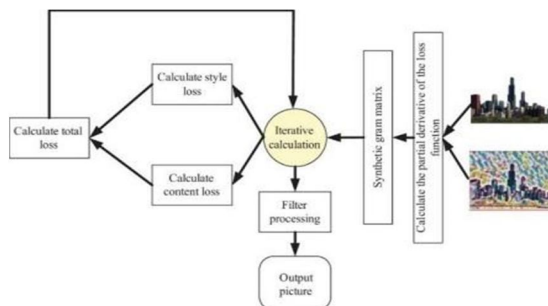 Calculate style
loss
Calculate total
loss
Iterative
calculation
Calculate
content loss
Synthetic gram matrix
Calculate the partial derivative of the loss
function
Filter
processing
Output
picture